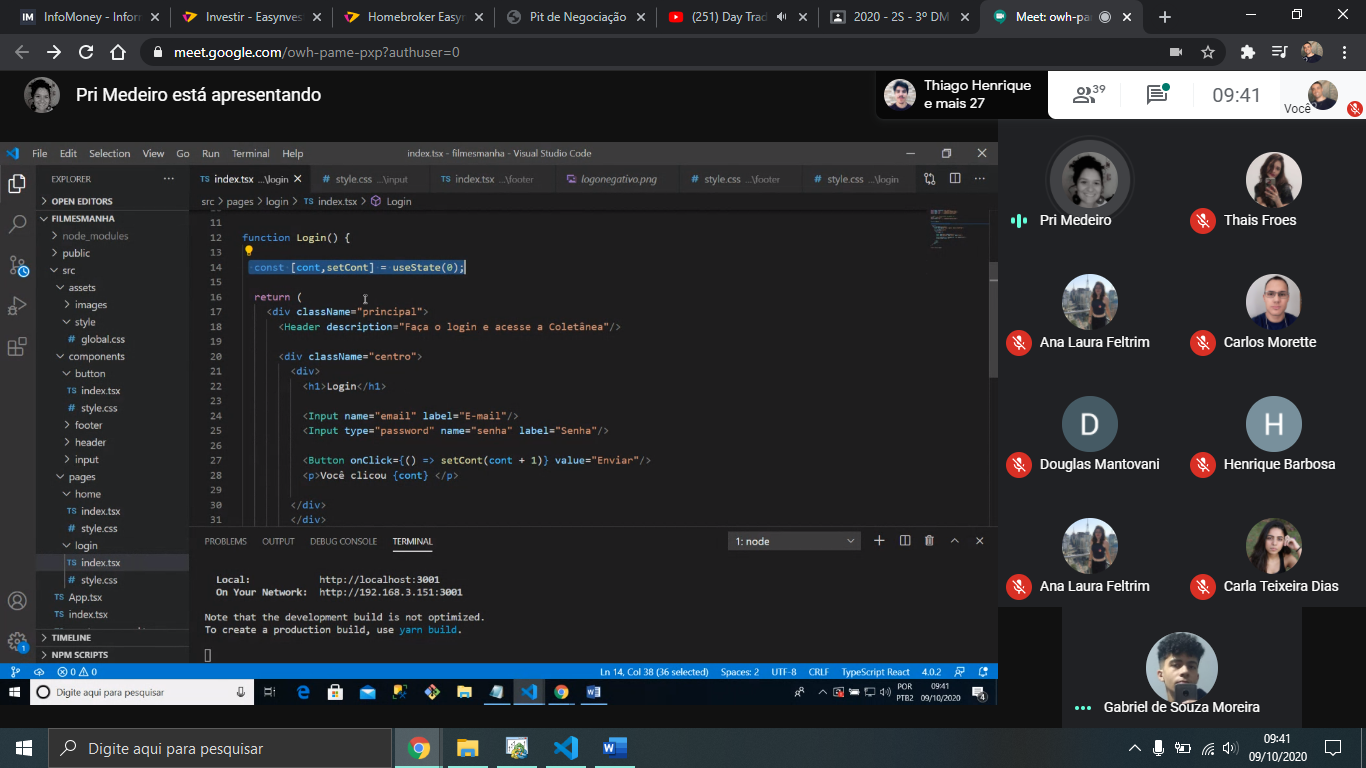 InfoMoney - Inform
Investir - Easynves
Homebroker Easyn
Pit de Negociação
(251) Day Trad
2020 - 2S - 3º DM
Meet: owh-pam
meet.google.com/owh-pame-pxp?authuser=0
Pri Medeiro está apresentando
Thiago Henrique
e mais 27
39
09:41
Você
File Edit Selection View Go Run Terminal Help
index.tsx - filmesmanha - Visual Studio Code
EXPLORER
index.tsx ...\login
style.css ...\input
index.tsx ...\footer
logonegativo.png
style.css ...\footer
style.css ...\login
OPEN EDITORS
FILMESMANHA
node_modules
public
src
assets
images
style
global.css
components
button
index.tsx
style.css
footer
header
input
pages
home
index.tsx
style.css
login
index.tsx
style.css
App.tsx
index.tsx
TIMELINE
NPM SCRIPTS
src > pages > login > index.tsx > Login
11
12 function Login() {
13
14 const [cont,setCont] = useState(0);
15
16 return (
17 <div className="principal">
18 <Header description="Faça o login e acesse a Coletânea"/>
19
20 <div className="centro">
21 <div>
22 <h1>Login</h1>
23
24 <Input name="email" label="E-mail"/>
25 <Input type="password" name="senha" label="Senha"/>
26
27 <Button onClick={() => setCont(cont + 1)} value="Enviar"/>
28 <p>Você clicou {cont} </p>
29
30 </div>
31 </div>
PROBLEMS OUTPUT DEBUG CONSOLE TERMINAL
1: node
Local: http://localhost:3001
On Your Network: http://192.168.3.151:3001
Note that the development build is not optimized.
To create a production build, use yarn build.
0 0
Ln 14, Col 38 (36 selected) Spaces: 2 UTF-8 CRLF TypeScript React 4.0.2
Digite aqui para pesquisar
POR
PTB2
09:41
09/10/2020
4
Pri Medeiro
Thais Froes
Ana Laura Feltrim
Carlos Morette
D
H
Douglas Mantovani
Henrique Barbosa
Ana Laura Feltrim
Carla Teixeira Dias
Gabriel de Souza Moreira
Digite aqui para pesquisar
09:41
09/10/2020